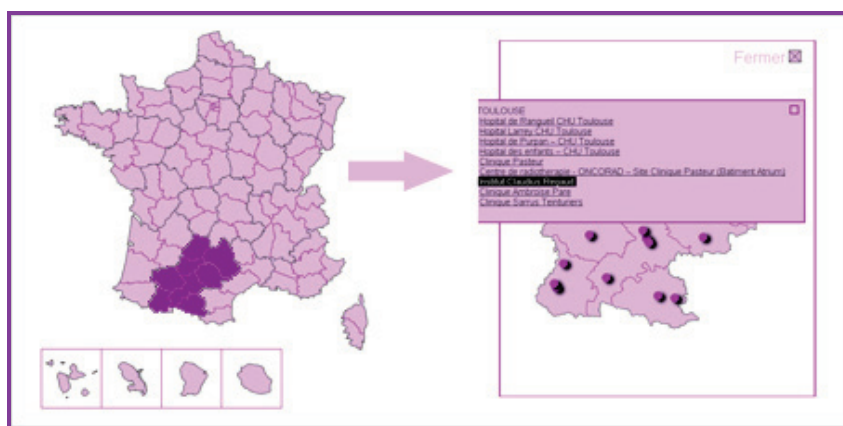 Fermer
TOULOUSE
Hopital de Rangueil CHU Toulouse
Hopital Larrey CHU Toulouse
Hopital de Purpan – CHU Toulouse
Hopital des enfants – CHU Toulouse
Clinique Pasteur
Centre de radiotherapie - ONCORAD – Site Clinique Pasteur (Batiment Atrium)
Institut Claudius Regaud
Clinique Ambroise Pare
Clinique Sarrus Teinturiers